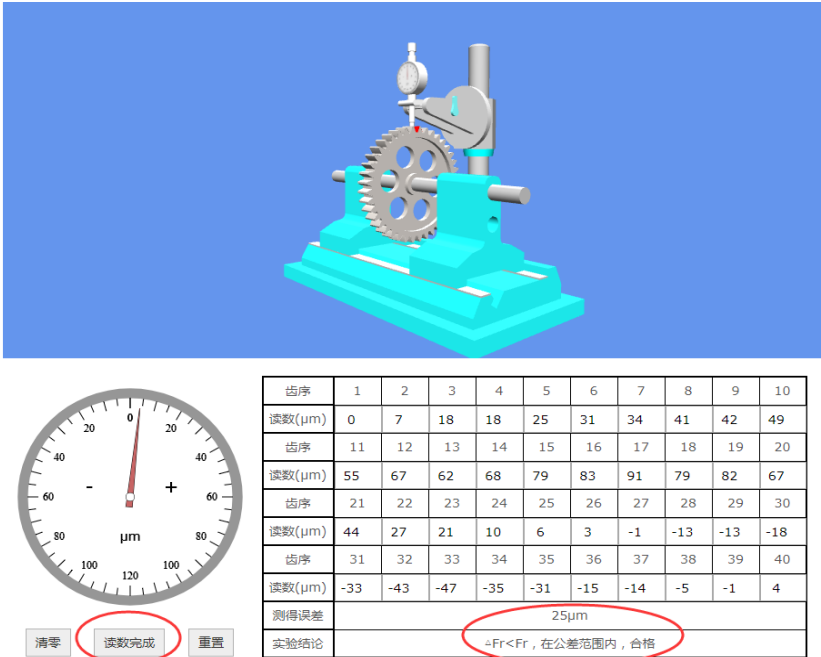 0
20 20
40 40
- +
60 60
80 μm 80
100 100
120
清零 读数完成 重置
齿序 1 2 3 4 5 6 7 8 9 10
读数(μm) 0 7 18 18 25 31 34 41 42 49
齿序 11 12 13 14 15 16 17 18 19 20
读数(μm) 55 67 62 68 79 83 91 79 82 67
齿序 21 22 23 24 25 26 27 28 29 30
读数(μm) 44 27 21 10 6 3 -1 -13 -13 -18
齿序 31 32 33 34 35 36 37 38 39 40
读数(μm) -33 -43 -47 -35 -31 -15 -14 -5 -1 4
测得误差 25μm
实验结论 △Fr<Fr，在公差范围内，合格